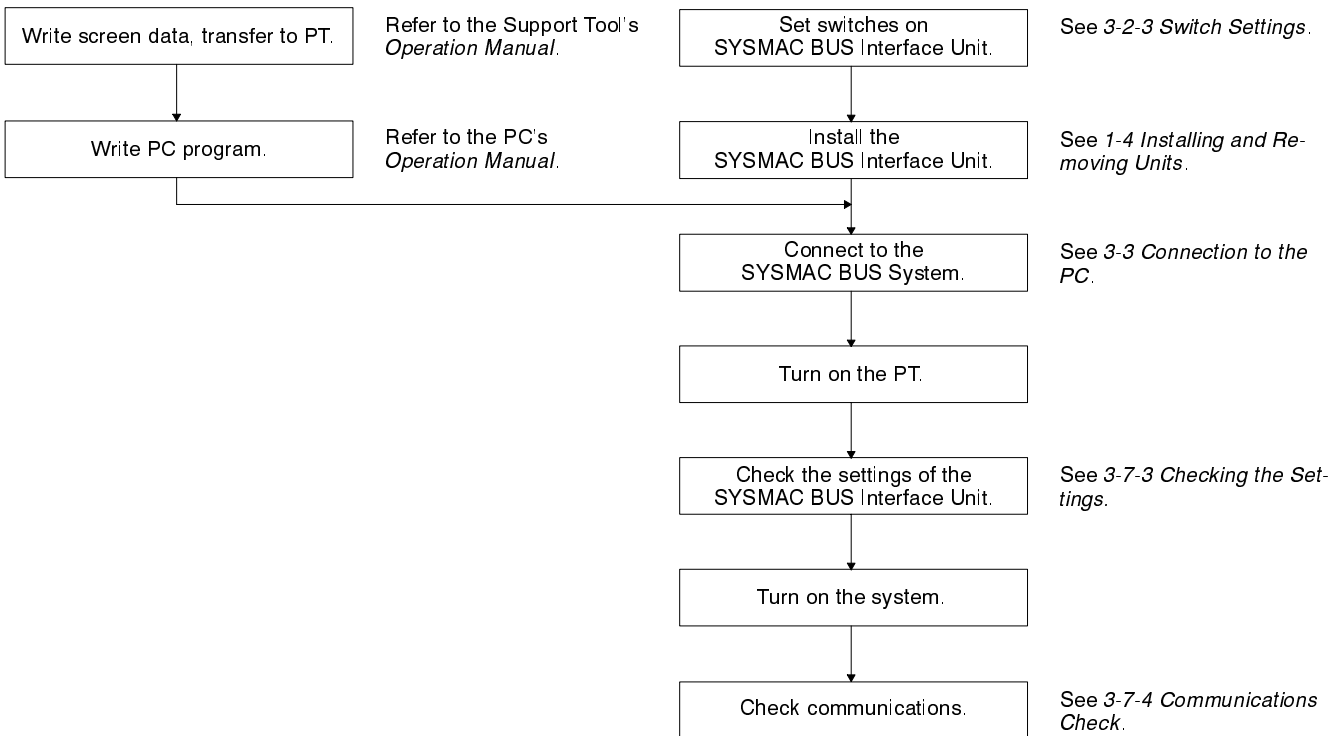 Write screen data, transfer to PT.
Refer to the Support Tool's
Operation Manual.
Write PC program.
Refer to the PC's
Operation Manual.
Set switches on
SYSMAC BUS Interface Unit.
See 3-2-3 Switch Settings.
Install the
SYSMAC BUS Interface Unit.
See 1-4 Installing and Re-
moving Units.
Connect to the
SYSMAC BUS System.
See 3-3 Connection to the
PC.
Turn on the PT.
Check the settings of the
SYSMAC BUS Interface Unit.
See 3-7-3 Checking the Set-
tings.
Turn on the system.
Check communications.
See 3-7-4 Communications
Check.